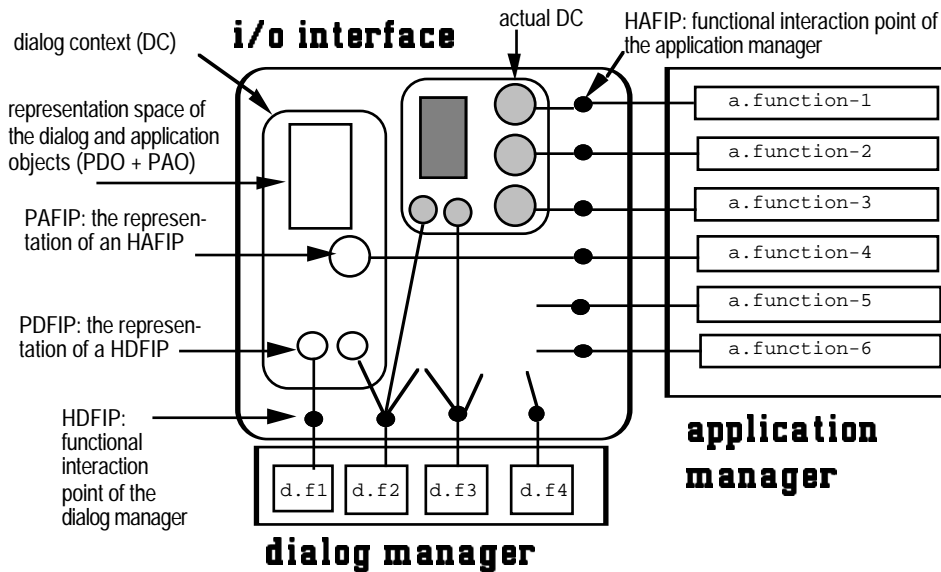 dialog context (DC)
i/o interface
actual DC
HAFIP: functional interaction point of
the application manager
representation space of
the dialog and application
objects (PDO + PAO)
PAFIP: the represen-
tation of an HAFIP
PDFIP: the represen-
tation of a HDFIP
HDFIP:
functional
interaction
point of the
dialog manager
a.function-1
a.function-2
a.function-3
a.function-4
a.function-5
a.function-6
application
manager
d.f1
d.f2
d.f3
d.f4
dialog manager